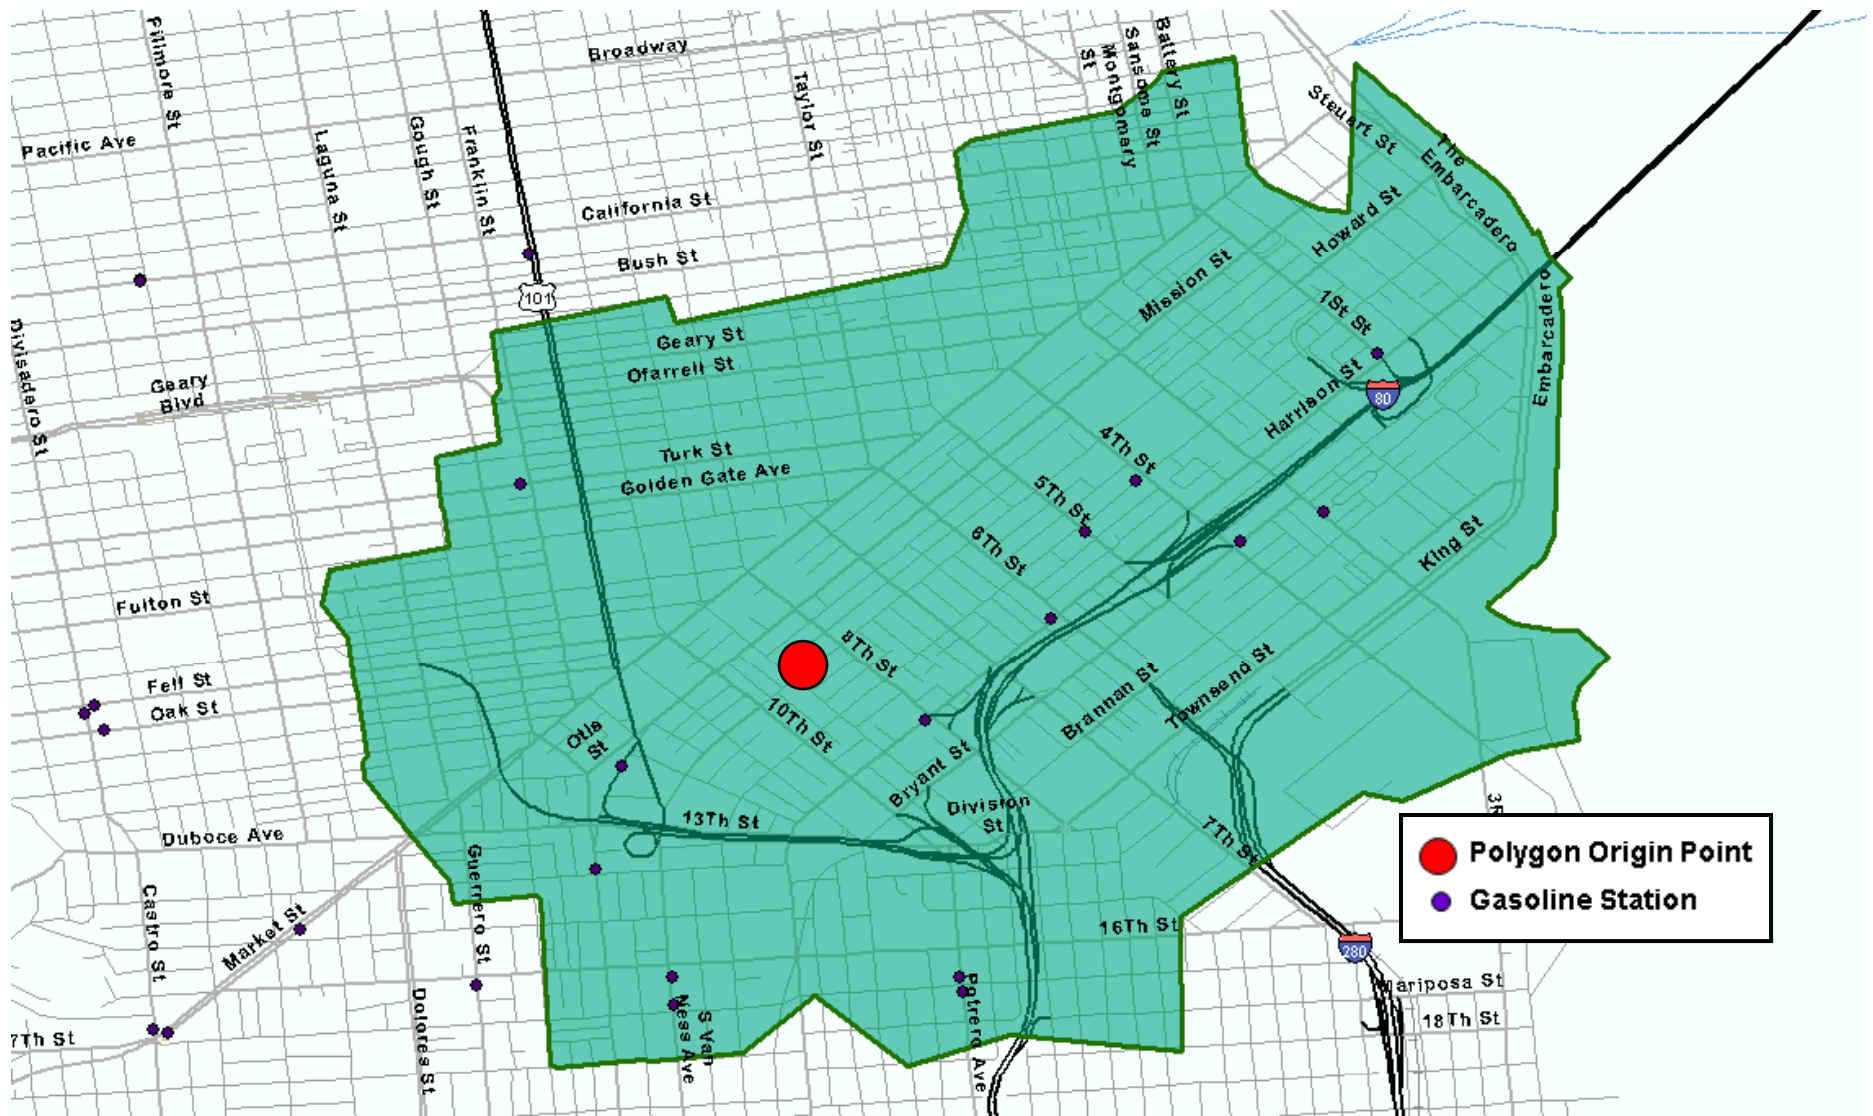 Fillmore St
Broadway
Battery St
Sansome St
Montgomery
St
Taylor St
Steuart St
The
Embarcadero
Pacific Ave
Laguna St
Gough St
Franklin St
California St
Howard St
Bush St
Mission St
101
1St St
Embarcadero
Divisadero St
Geary St
Ofarrell St
Geary
Blvd
Harrison St
80
4Th St
Turk St
Golden Gate Ave
5Th St
6Th St
King St
Fulton St
8Th St
Fell St
Oak St
10Th St
Otis
St
Brannan St
Townsend St
Bryant St
Division
St
13Th St
7Th St
3R
Duboce Ave
Guerrero St
Castro St
Market St
16Th St
280
Polygon Origin Point
Gasoline Station
Dolores St
S Van
Ness Ave
Potrero Ave
Mariposa St
18Th St
7Th St